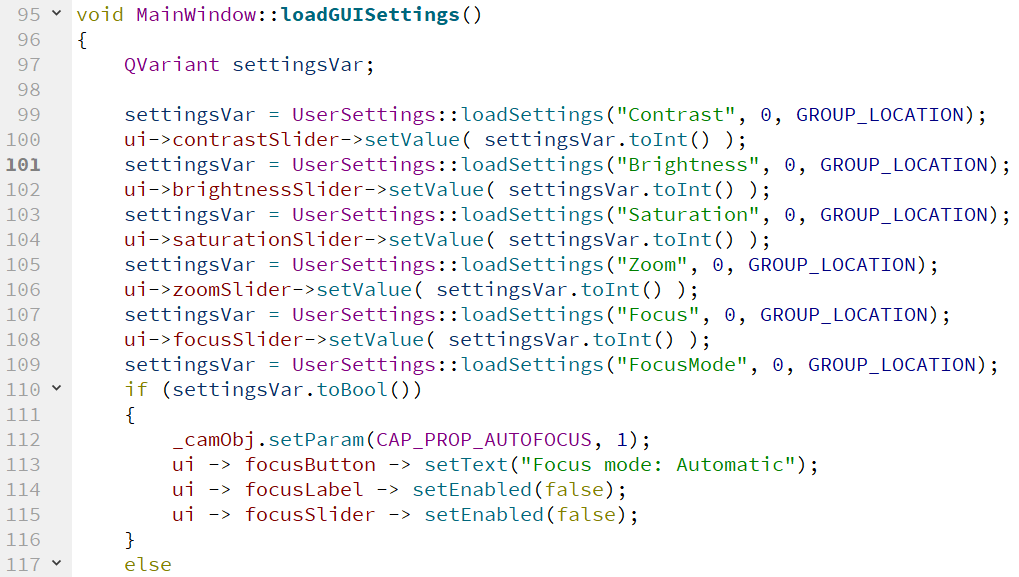 95 void MainWindow::loadGUISettings()
96 {
97     QVariant settingsVar;
98
99     settingsVar = UserSettings::loadSettings("Contrast", 0, GROUP_LOCATION);
100     ui->contrastSlider->setValue( settingsVar.toInt() );
101     settingsVar = UserSettings::loadSettings("Brightness", 0, GROUP_LOCATION);
102     ui->brightnessSlider->setValue( settingsVar.toInt() );
103     settingsVar = UserSettings::loadSettings("Saturation", 0, GROUP_LOCATION);
104     ui->saturationSlider->setValue( settingsVar.toInt() );
105     settingsVar = UserSettings::loadSettings("Zoom", 0, GROUP_LOCATION);
106     ui->zoomSlider->setValue( settingsVar.toInt() );
107     settingsVar = UserSettings::loadSettings("Focus", 0, GROUP_LOCATION);
108     ui->focusSlider->setValue( settingsVar.toInt() );
109     settingsVar = UserSettings::loadSettings("FocusMode", 0, GROUP_LOCATION);
110     if (settingsVar.toBool())
111     {
112         _camObj.setParam(CAP_PROP_AUTOFOCUS, 1);
113         ui -> focusButton -> setText("Focus mode: Automatic");
114         ui -> focusLabel -> setEnabled(false);
115         ui -> focusSlider -> setEnabled(false);
116     }
117     else